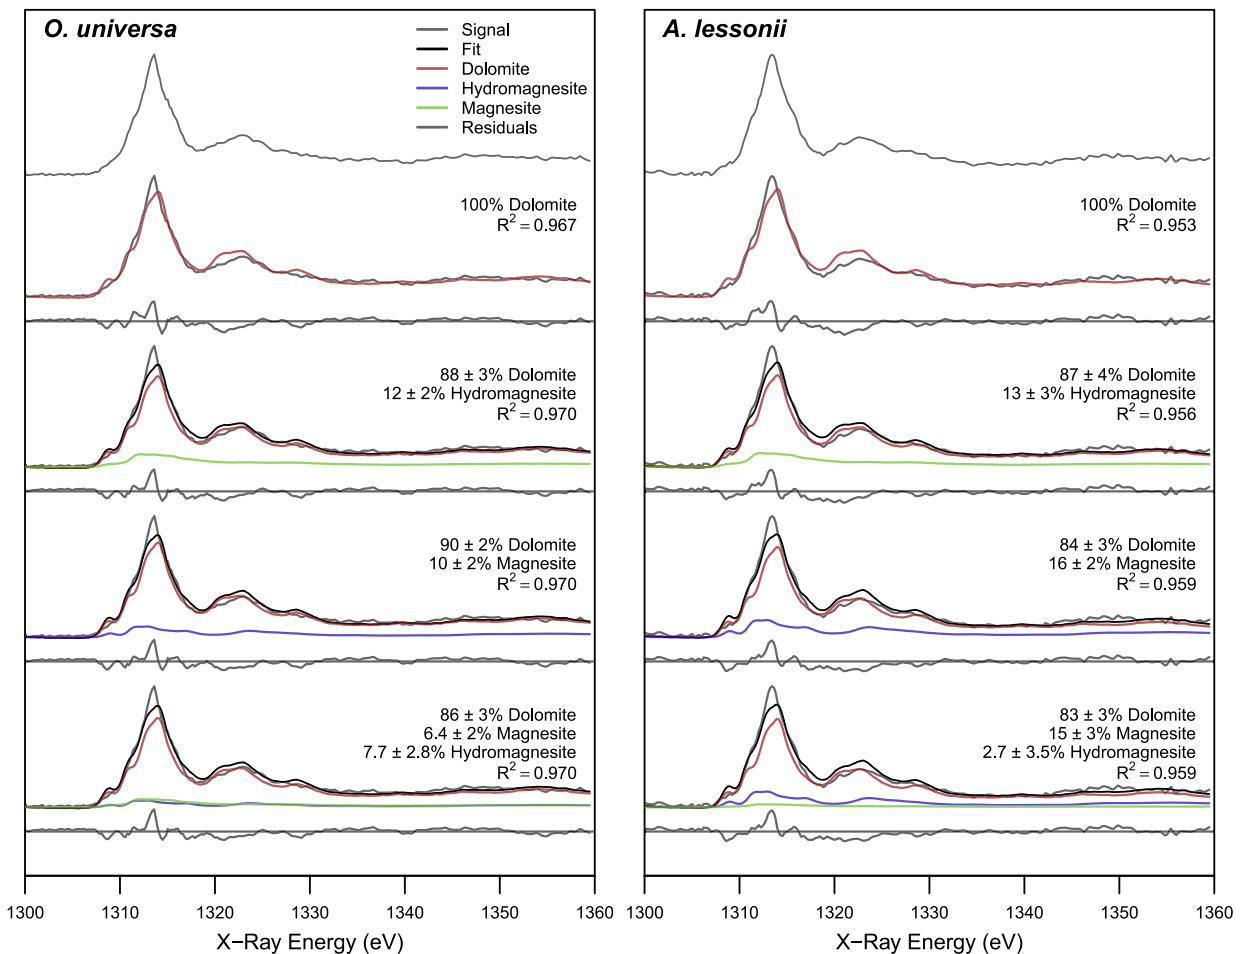 O. universa
Signal
Fit
Dolomite
Hydromagnesite
Magnesite
Residuals
100% Dolomite
R² = 0.967
88 ± 3% Dolomite
12 ± 2% Hydromagnesite
R² = 0.970
90 ± 2% Dolomite
10 ± 2% Magnesite
R² = 0.970
86 ± 3% Dolomite
6.4 ± 2% Magnesite
7.7 ± 2.8% Hydromagnesite
R² = 0.970
1300 1310 1320 1330 1340 1350 1360
X−Ray Energy (eV)
A. lessonii
100% Dolomite
R² = 0.953
87 ± 4% Dolomite
13 ± 3% Hydromagnesite
R² = 0.956
84 ± 3% Dolomite
16 ± 2% Magnesite
R² = 0.959
83 ± 3% Dolomite
15 ± 3% Magnesite
2.7 ± 3.5% Hydromagnesite
R² = 0.959
1300 1310 1320 1330 1340 1350 1360
X−Ray Energy (eV)